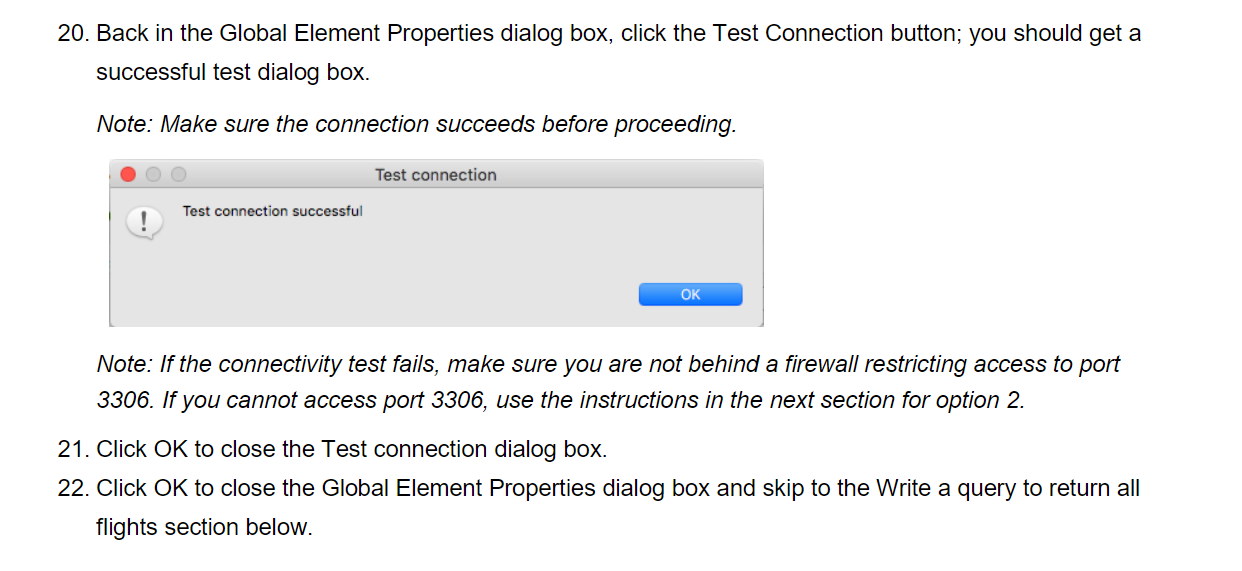 20. Back in the Global Element Properties dialog box, click the Test Connection button; you should get a
successful test dialog box.
Note: Make sure the connection succeeds before proceeding.
Test connection
! Test connection successful
OK
Note: If the connectivity test fails, make sure you are not behind a firewall restricting access to port
3306. If you cannot access port 3306, use the instructions in the next section for option 2.
21. Click OK to close the Test connection dialog box.
22. Click OK to close the Global Element Properties dialog box and skip to the Write a query to return all
flights section below.